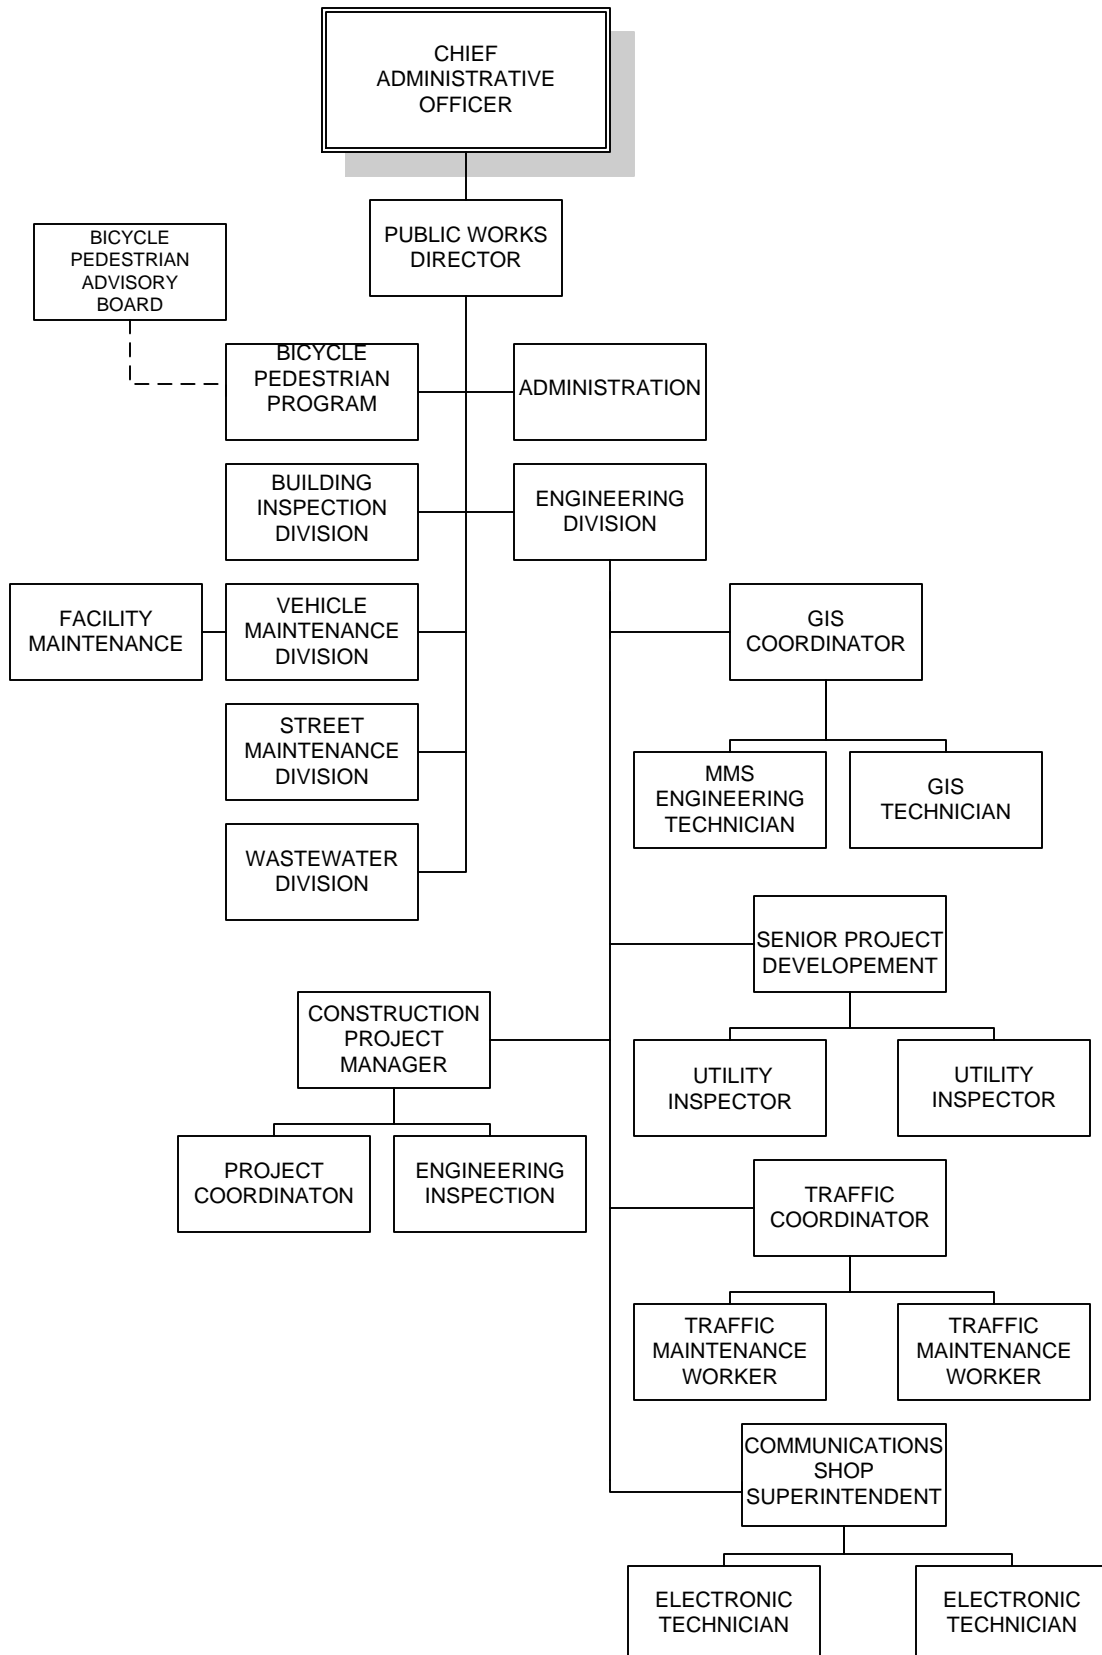 CHIEF
ADMINISTRATIVE
OFFICER
PUBLIC WORKS
DIRECTOR
BICYCLE
PEDESTRIAN
ADVISORY
BOARD
BICYCLE
PEDESTRIAN
PROGRAM
ADMINISTRATION
BUILDING
INSPECTION
DIVISION
ENGINEERING
DIVISION
FACILITY
MAINTENANCE
VEHICLE
MAINTENANCE
DIVISION
GIS
COORDINATOR
STREET
MAINTENANCE
DIVISION
MMS
ENGINEERING
TECHNICIAN
GIS
TECHNICIAN
WASTEWATER
DIVISION
SENIOR PROJECT
DEVELOPEMENT
CONSTRUCTION
PROJECT
MANAGER
UTILITY
INSPECTOR
UTILITY
INSPECTOR
PROJECT
COORDINATON
ENGINEERING
INSPECTION
TRAFFIC
COORDINATOR
TRAFFIC
MAINTENANCE
WORKER
TRAFFIC
MAINTENANCE
WORKER
COMMUNICATIONS
SHOP
SUPERINTENDENT
ELECTRONIC
TECHNICIAN
ELECTRONIC
TECHNICIAN